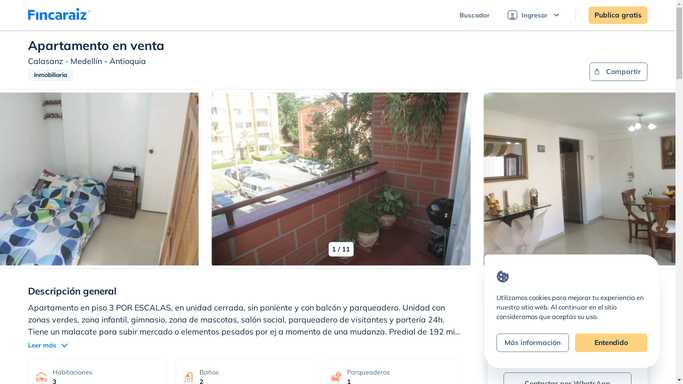 Fincaraiz
Buscador
Ingresar
Publica gratis
Apartamento en venta
Calasanz - Medellín - Antioquia
Inmobiliaria
Compartir
1 / 11
Descripción general
Apartamento en piso 3 POR ESCALAS, en unidad cerrada, sin poniente y con balcón y parqueadero. Unidad con
zonas verdes, zona infantil, gimnasio, zona de mascotas, salón social, parqueadero de visitantes y portería 24h.
Tiene un malacate para subir mercado o elementos pesados por ej a momento de una mudanza. Predial de 192 mi...
Leer más
Habitaciones
3
Baños
2
Parqueaderos
1
Utilizamos cookies para mejorar tu experiencia en
nuestro sitio web. Al continuar en el sitio
consideramos que aceptas su uso.
Más información
Entendido
Contactar por WhatsApp